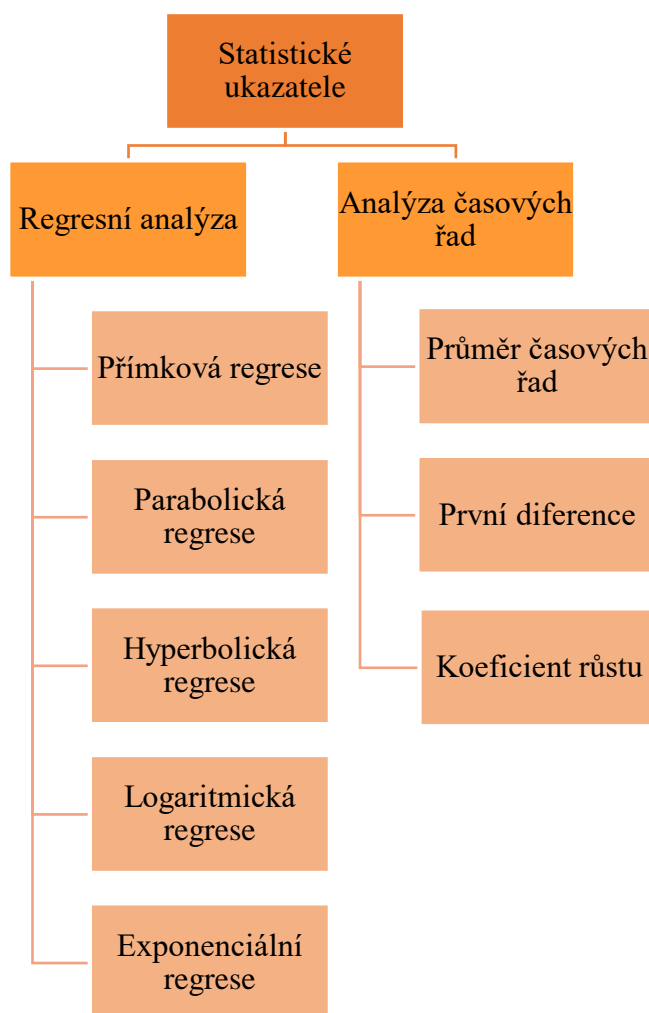 Statistické
ukazatele
Regresní analýza
Analýza časových
řad
Přímková regrese
Parabolická
regrese
Hyperbolická
regrese
Logaritmická
regrese
Exponenciální
regrese
Průměr časových
řad
První diference
Koeficient růstu